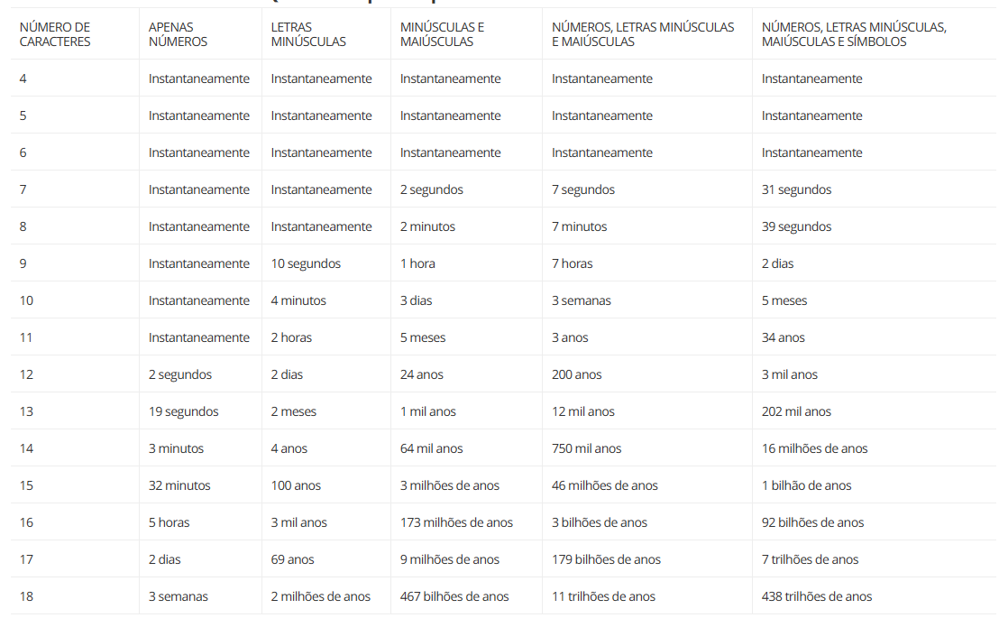 NÚMERO DE CARACTERES APENAS NÚMEROS LETRAS MINÚSCULAS MINÚSCULAS E MAIÚSCULAS NÚMEROS, LETRAS MINÚSCULAS E MAIÚSCULAS NÚMEROS, LETRAS MINÚSCULAS, MAIÚSCULAS E SÍMBOLOS
4 Instantaneamente Instantaneamente Instantaneamente Instantaneamente Instantaneamente
5 Instantaneamente Instantaneamente Instantaneamente Instantaneamente Instantaneamente
6 Instantaneamente Instantaneamente Instantaneamente Instantaneamente Instantaneamente
7 Instantaneamente Instantaneamente 2 segundos 7 segundos 31 segundos
8 Instantaneamente Instantaneamente 2 minutos 7 minutos 39 segundos
9 Instantaneamente 10 segundos 1 hora 7 horas 2 dias
10 Instantaneamente 4 minutos 3 dias 3 semanas 5 meses
11 Instantaneamente 2 horas 5 meses 3 anos 34 anos
12 2 segundos 2 dias 24 anos 200 anos 3 mil anos
13 19 segundos 2 meses 1 mil anos 12 mil anos 202 mil anos
14 3 minutos 4 anos 64 mil anos 750 mil anos 16 milhões de anos
15 32 minutos 100 anos 3 milhões de anos 46 milhões de anos 1 bilhão de anos
16 5 horas 3 mil anos 173 milhões de anos 3 bilhões de anos 92 bilhões de anos
17 2 dias 69 anos 9 milhões de anos 179 bilhões de anos 7 trilhões de anos
18 3 semanas 2 milhões de anos 467 bilhões de anos 11 trilhões de anos 438 trilhões de anos